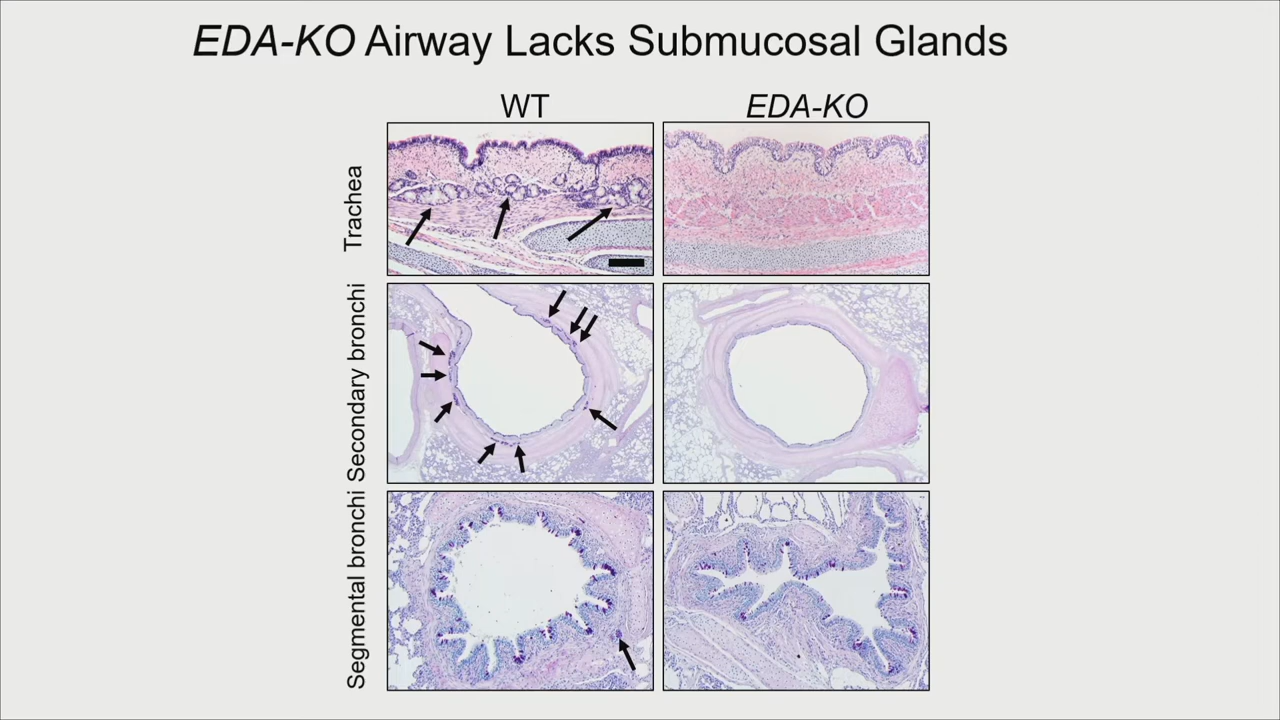 EDA-KO Airway Lacks Submucosal Glands
WT
EDA-KO
Trachea
Secondary bronchi
Segmental bronchi